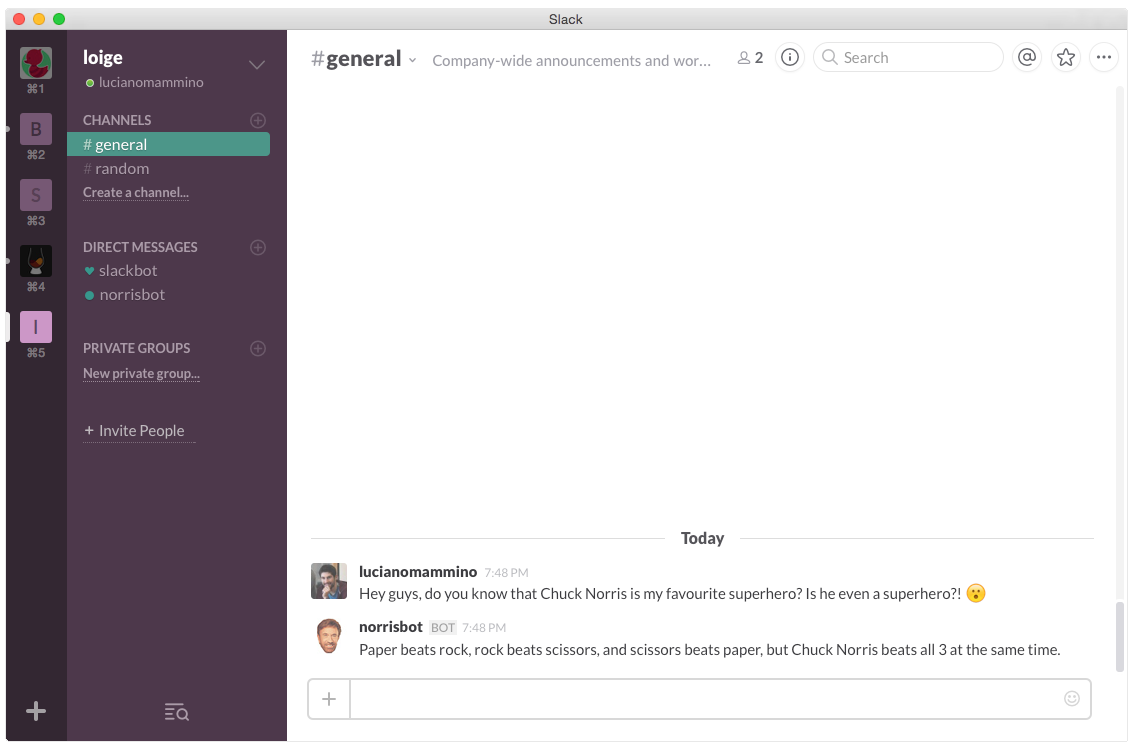 Slack
⌘1
B
⌘2
S
⌘3
⌘4
I
⌘5
loige
lucianomammino
CHANNELS
# general
# random
Create a channel...
DIRECT MESSAGES
slackbot
norrisbot
PRIVATE GROUPS
New private group...
+ Invite People
#general
Company-wide announcements and wor...
2
Search
Today
lucianomammino 7:48 PM
Hey guys, do you know that Chuck Norris is my favourite superhero? Is he even a superhero?! 😮
norrisbot BOT 7:48 PM
Paper beats rock, rock beats scissors, and scissors beats paper, but Chuck Norris beats all 3 at the same time.